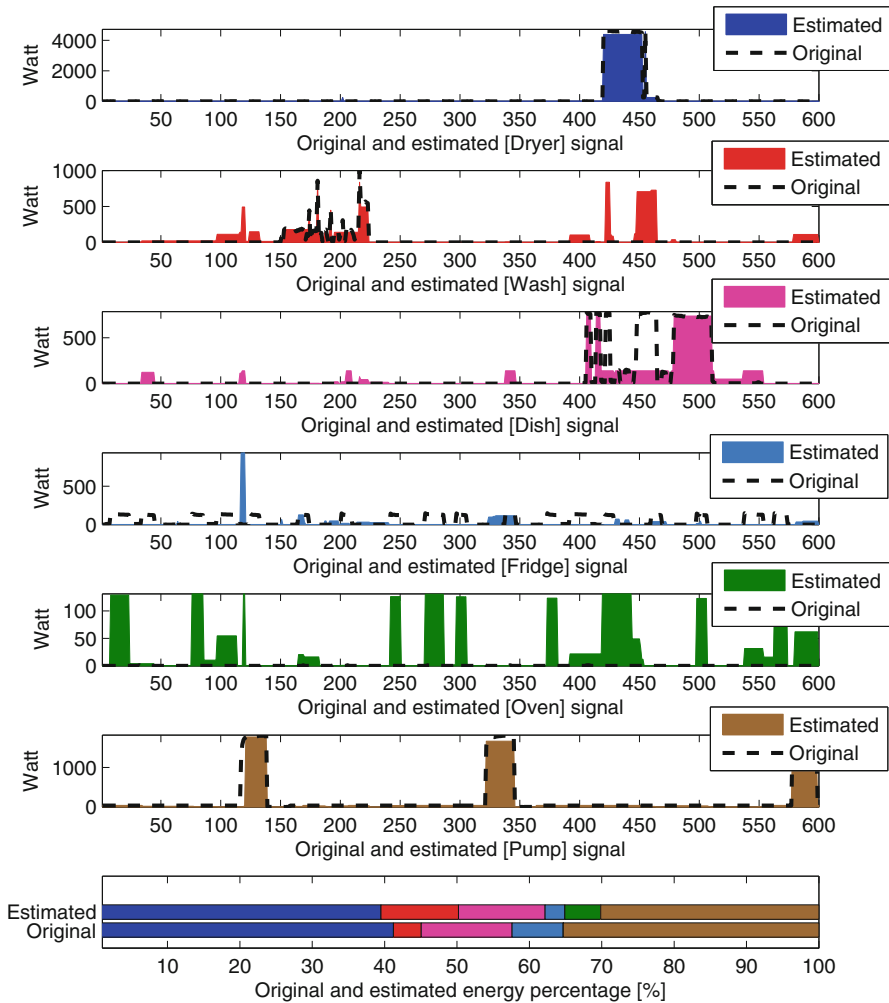 Estimated
Original
Watt
4000
2000
0
50 100 150 200 250 300 350 400 450 500 550 600
Original and estimated [Dryer] signal
Estimated
Original
Watt
1000
500
0
50 100 150 200 250 300 350 400 450 500 550 600
Original and estimated [Wash] signal
Estimated
Original
Watt
500
0
50 100 150 200 250 300 350 400 450 500 550 600
Original and estimated [Dish] signal
Estimated
Original
Watt
500
0
50 100 150 200 250 300 350 400 450 500 550 600
Original and estimated [Fridge] signal
Estimated
Original
Watt
100
50
0
50 100 150 200 250 300 350 400 450 500 550 600
Original and estimated [Oven] signal
Estimated
Original
Watt
1000
0
50 100 150 200 250 300 350 400 450 500 550 600
Original and estimated [Pump] signal
Estimated
Original
10 20 30 40 50 60 70 80 90 100
Original and estimated energy percentage [%]